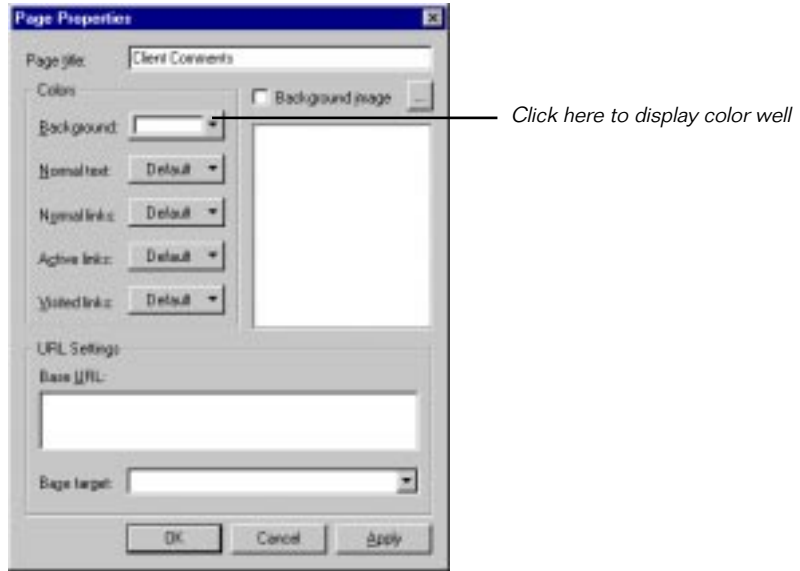 Page Properties
Page title:
Client Comments
Colors
Background:
Normal text:
Default
Normal links:
Default
Active links:
Default
Visited links:
Default
Background image
...
Click here to display color well
URL Settings
Base URL:
Base target:
OK
Cancel
Apply